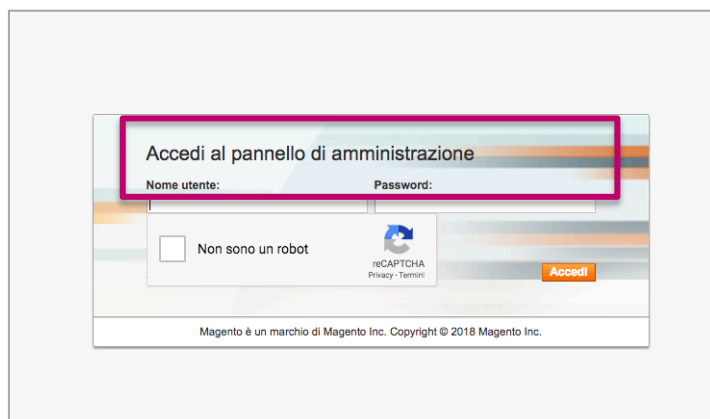 Accedi al pannello di amministrazione
Nome utente: Password:
Non sono un robot
reCAPTCHA
Privacy - Termini
Accedi
Magento è un marchio di Magento Inc. Copyright © 2018 Magento Inc.